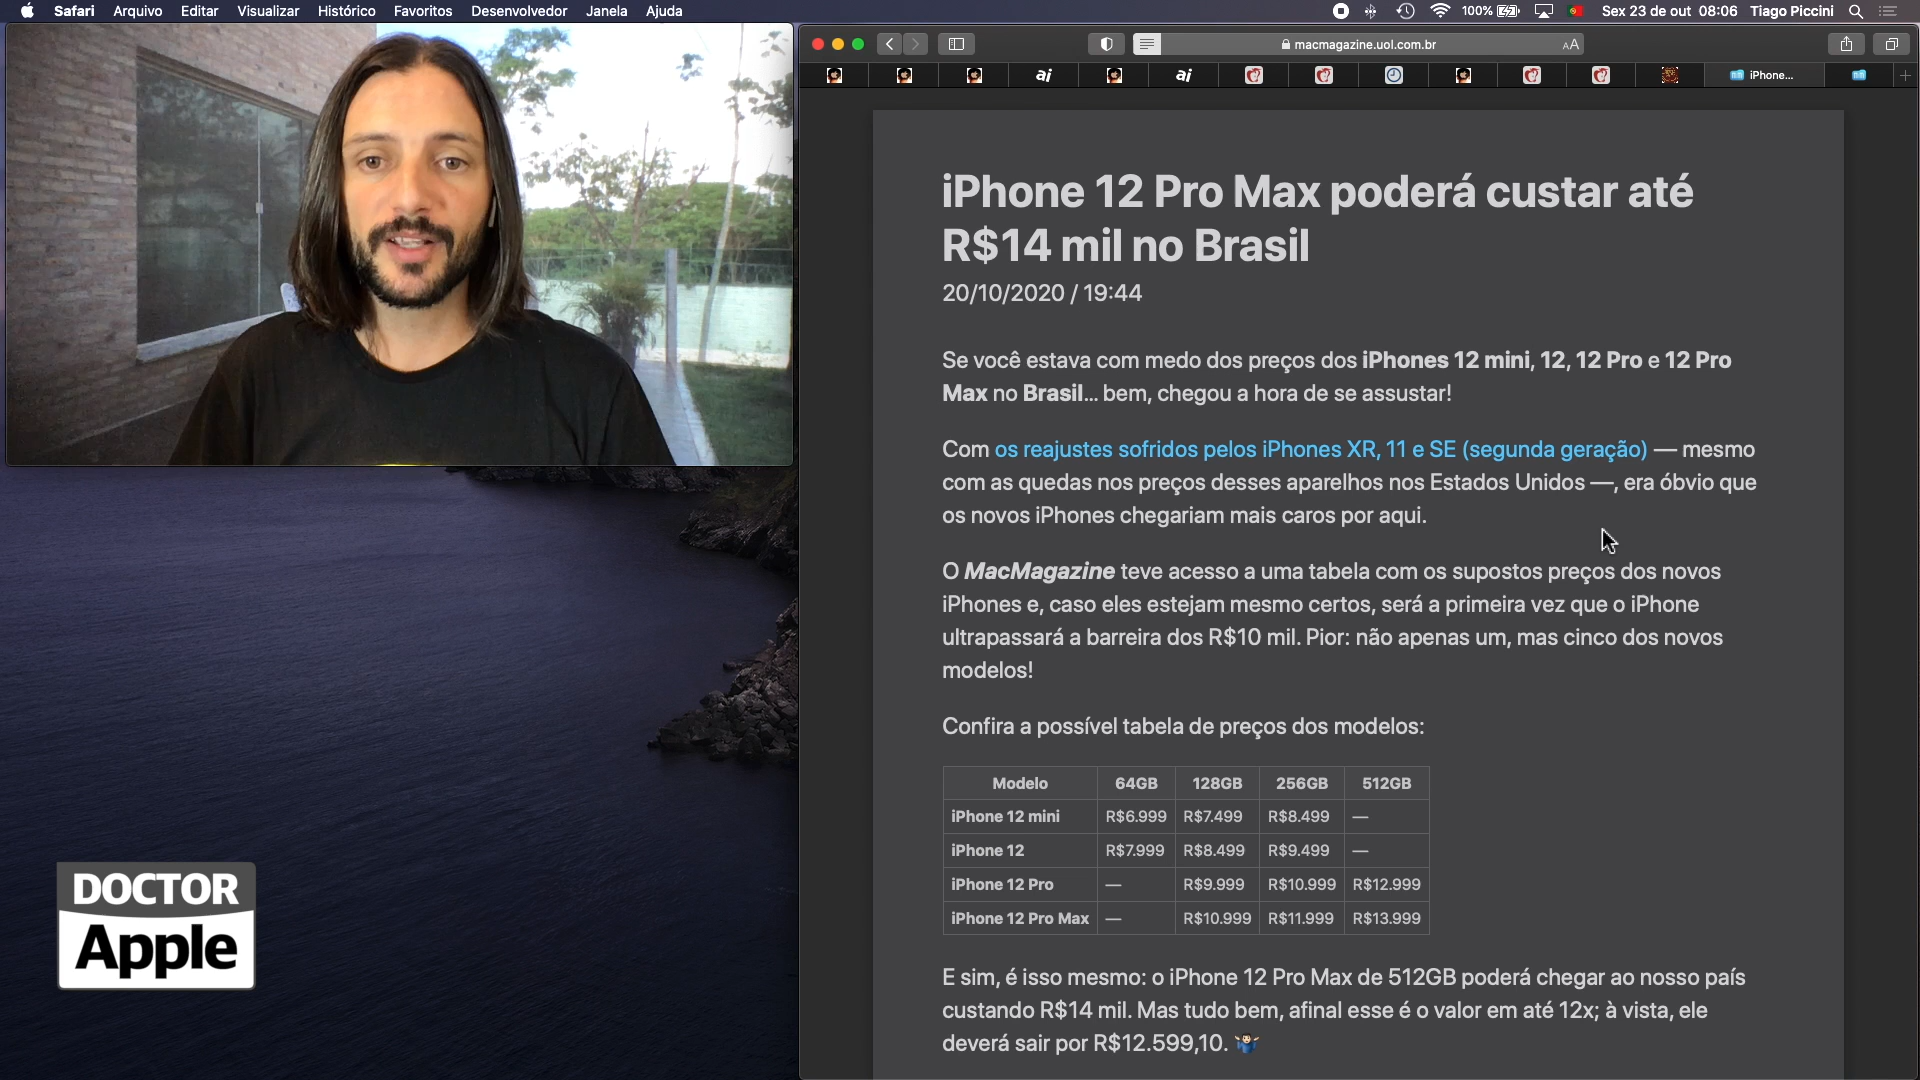 Safari Arquivo Editar Visualizar Histórico Favoritos Desenvolvedor Janela Ajuda
100% Sex 23 de out 08:06 Tiago Piccini
macmagazine.uol.com.br
AA
ai ai iPhone...
iPhone 12 Pro Max poderá custar até
R$14 mil no Brasil
20/10/2020 / 19:44
Se você estava com medo dos preços dos iPhones 12 mini, 12, 12 Pro e 12 Pro
Max no Brasil... bem, chegou a hora de se assustar!
Com os reajustes sofridos pelos iPhones XR, 11 e SE (segunda geração) — mesmo
com as quedas nos preços desses aparelhos nos Estados Unidos —, era óbvio que
os novos iPhones chegariam mais caros por aqui.
O MacMagazine teve acesso a uma tabela com os supostos preços dos novos
iPhones e, caso eles estejam mesmo certos, será a primeira vez que o iPhone
ultrapassará a barreira dos R$10 mil. Pior: não apenas um, mas cinco dos novos
modelos!
Confira a possível tabela de preços dos modelos:
Modelo 64GB 128GB 256GB 512GB
iPhone 12 mini R$6.999 R$7.499 R$8.499 —
iPhone 12 R$7.999 R$8.499 R$9.499 —
iPhone 12 Pro — R$9.999 R$10.999 R$12.999
iPhone 12 Pro Max — R$10.999 R$11.999 R$13.999
E sim, é isso mesmo: o iPhone 12 Pro Max de 512GB poderá chegar ao nosso país
custando R$14 mil. Mas tudo bem, afinal esse é o valor em até 12x; à vista, ele
deverá sair por R$12.599,10. 🤷🏻‍♂️
DOCTOR
Apple